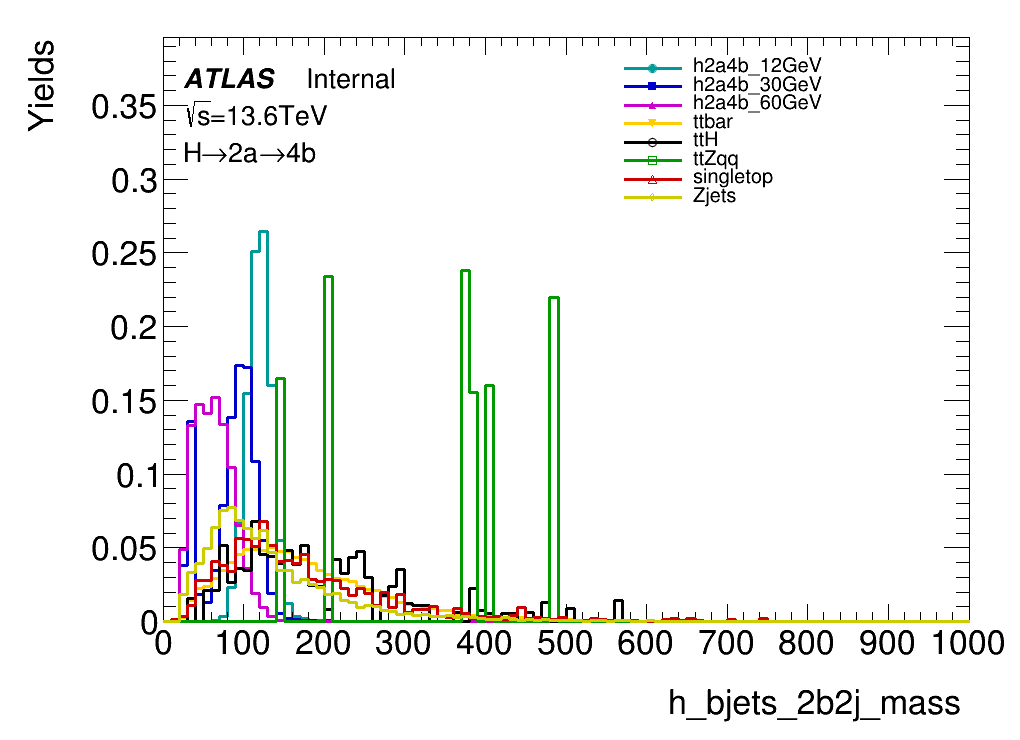 Yields
ATLAS Internal
√s=13.6TeV
H→2a→4b
h2a4b_12GeV
h2a4b_30GeV
h2a4b_60GeV
ttbar
ttH
ttZqq
singletop
Zjets
0.35
0.3
0.25
0.2
0.15
0.1
0.05
0
0 100 200 300 400 500 600 700 800 900 1000
h_bjets_2b2j_mass